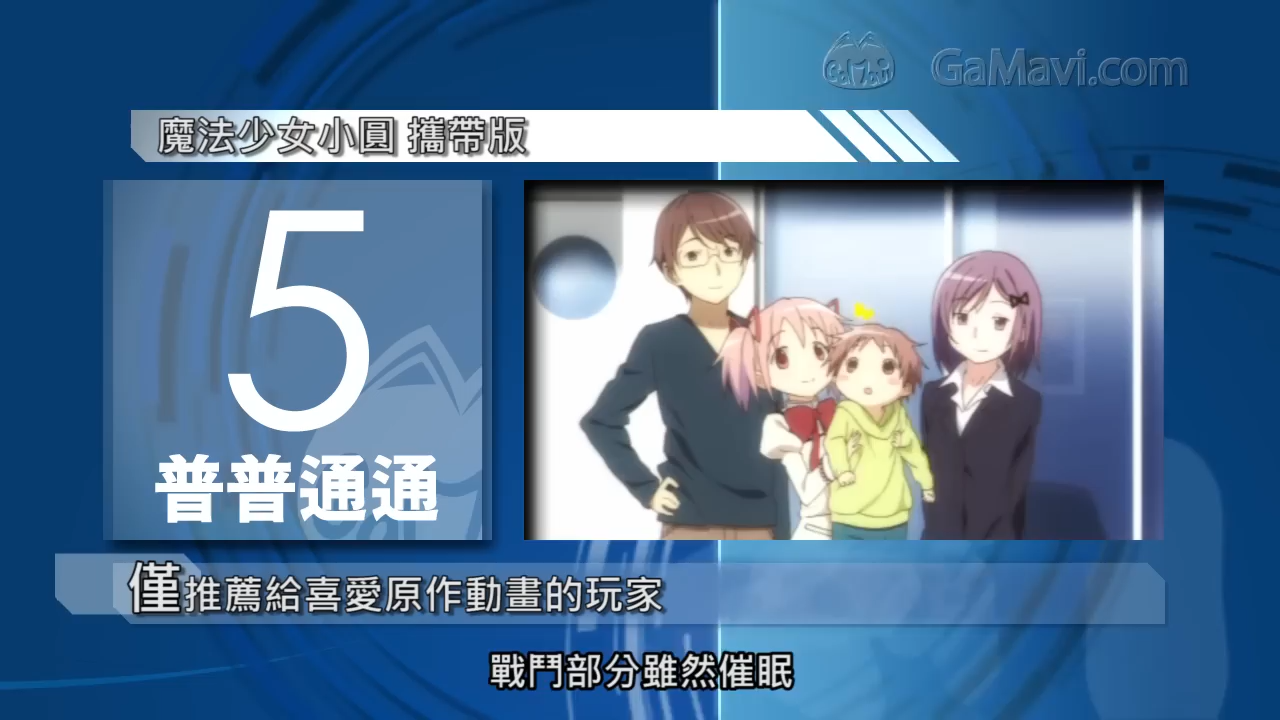 GaMavi
GaMavi.com
魔法少女小圓 攜帶版
5
普普通通
僅推薦給喜愛原作動畫的玩家
戰鬥部分雖然催眠